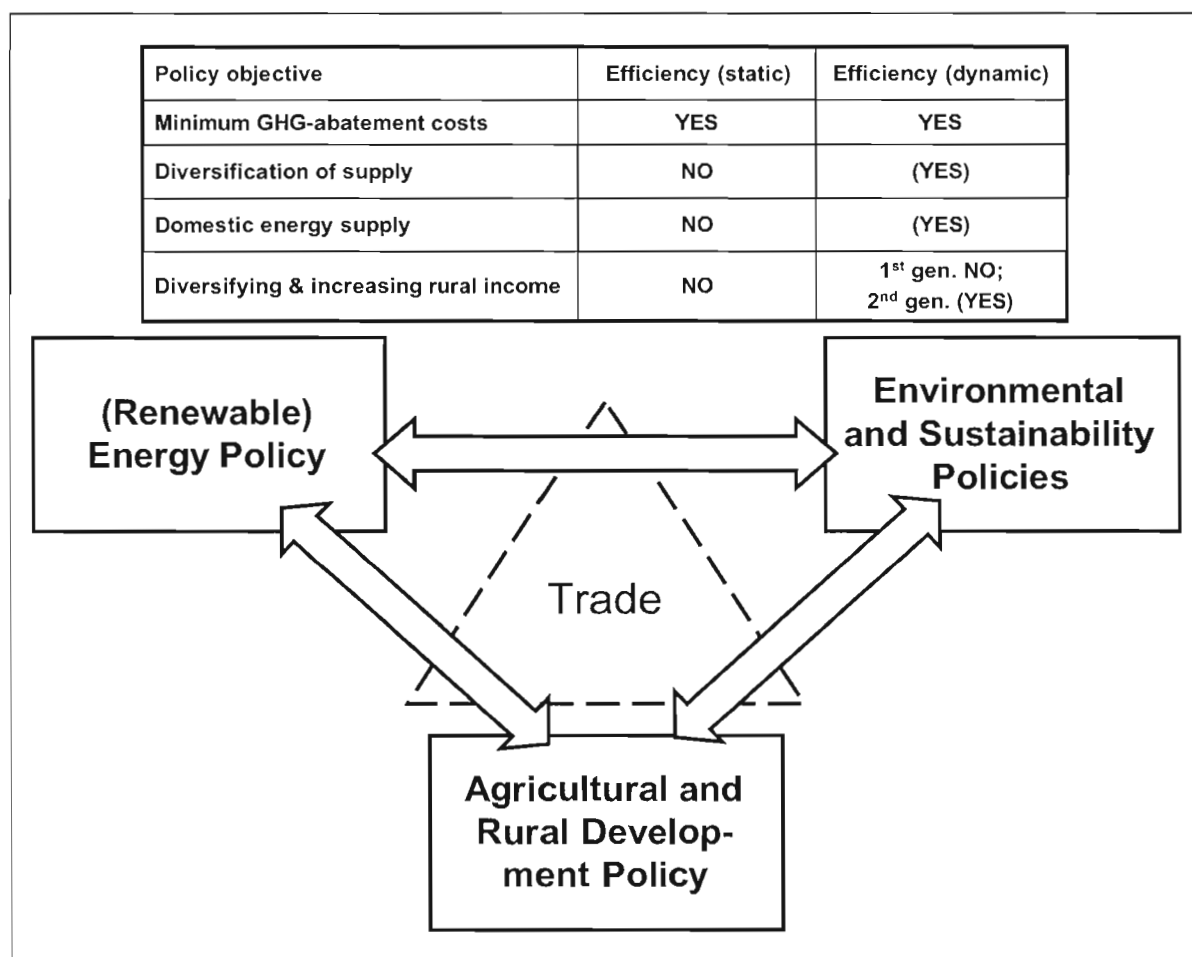 Policy objective Efficiency (static) Efficiency (dynamic)
Minimum GHG-abatement costs YES YES
Diversification of supply NO (YES)
Domestic energy supply NO (YES)
Diversifying & increasing rural income NO 1st gen. NO;
2nd gen. (YES)
(Renewable)
Energy Policy
Environmental
and Sustainability
Policies
Trade
Agricultural and
Rural Develop-
ment Policy